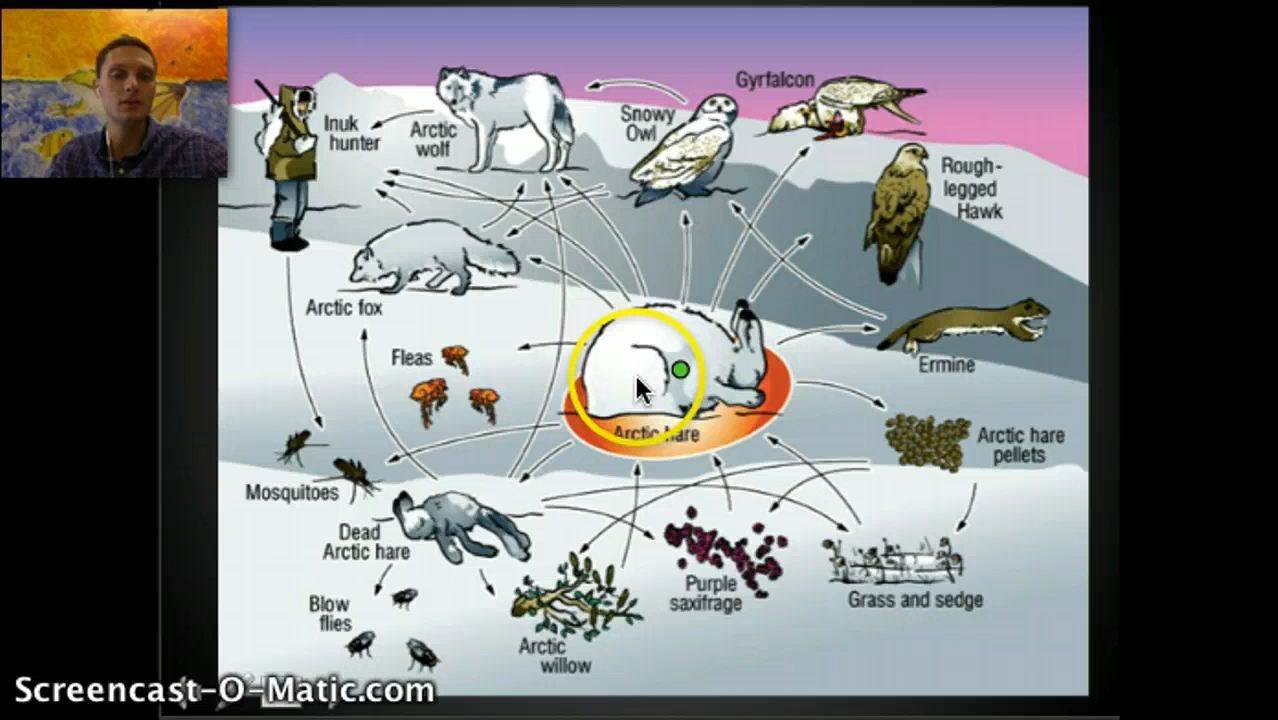 Gyrfalcon
Snowy
Owl
Inuk
hunter
Arctic
wolf
Rough-
legged
Hawk
Arctic fox
Ermine
Fleas
Arctic hare
Arctic hare
pellets
Mosquitoes
Dead
Arctic hare
Purple
saxifrage
Grass and sedge
Blow
flies
Arctic
willow
Screencast-O-Matic.com